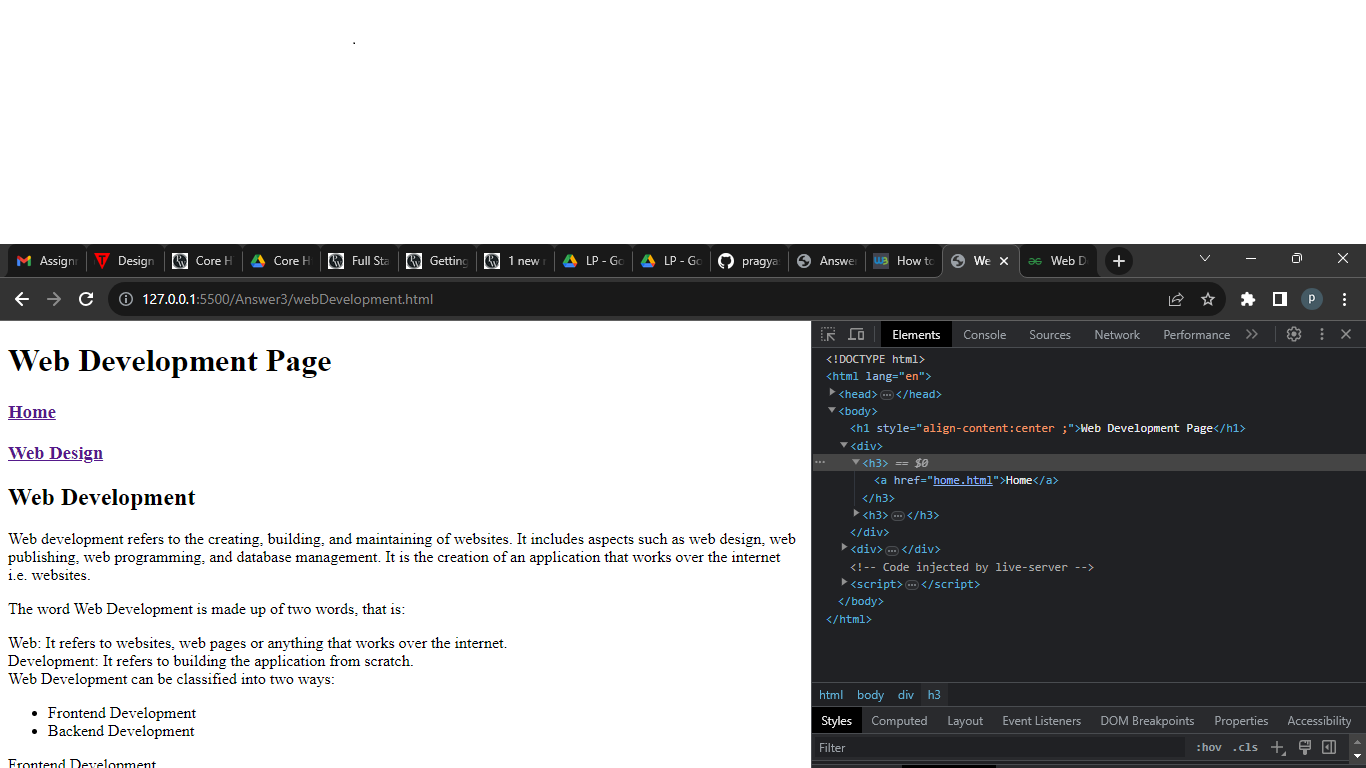 .
Assignm
Design
Core H
Core H
Full Sta
Getting
1 new r
LP - Go
LP - Go
pragya
Answer
How to
We
Web D
127.0.0.1:5500/Answer3/webDevelopment.html
p
Web Development Page
Home
Web Design
Web Development
Web development refers to the creating, building, and maintaining of websites. It includes aspects such as web design, web
publishing, web programming, and database management. It is the creation of an application that works over the internet
i.e. websites.
The word Web Development is made up of two words, that is:
Web: It refers to websites, web pages or anything that works over the internet.
Development: It refers to building the application from scratch.
Web Development can be classified into two ways:
• Frontend Development
• Backend Development
Frontend Development
Elements Console Sources Network Performance
<!DOCTYPE html>
<html lang="en">
<head> … </head>
<body>
<h1 style="align-content:center ;">Web Development Page</h1>
<div>
<h3> == $0
<a href="home.html">Home</a>
</h3>
<h3> … </h3>
</div>
<div> … </div>
<!-- Code injected by live-server -->
<script> … </script>
</body>
</html>
html body div h3
Styles Computed Layout Event Listeners DOM Breakpoints Properties Accessibility
Filter :hov .cls